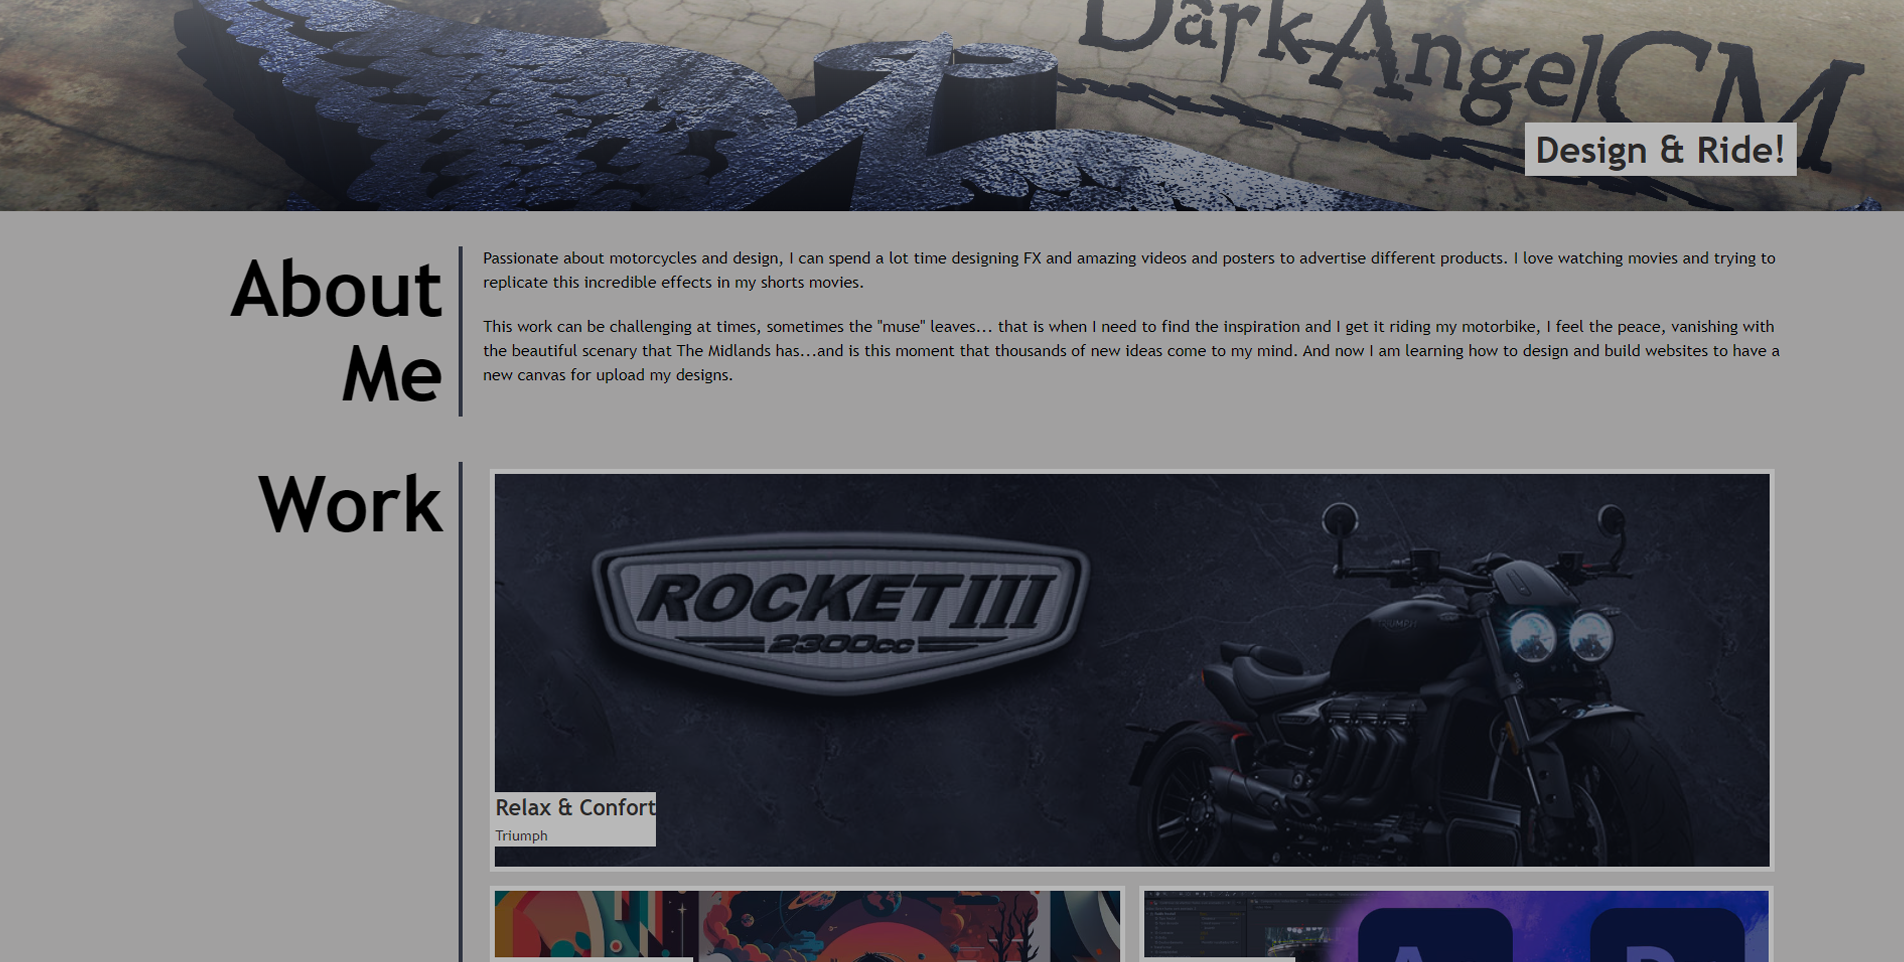 DarkAngelCM
Design & Ride!
About
Me
Passionate about motorcycles and design, I can spend a lot time designing FX and amazing videos and posters to advertise different products. I love watching movies and trying to
replicate this incredible effects in my shorts movies.
This work can be challenging at times, sometimes the "muse" leaves... that is when I need to find the inspiration and I get it riding my motorbike, I feel the peace, vanishing with
the beautiful scenary that The Midlands has...and is this moment that thousands of new ideas come to my mind. And now I am learning how to design and build websites to have a
new canvas for upload my designs.
Work
ROCKET III
2300cc
TRIUMPH
Relax & Confort
Triumph